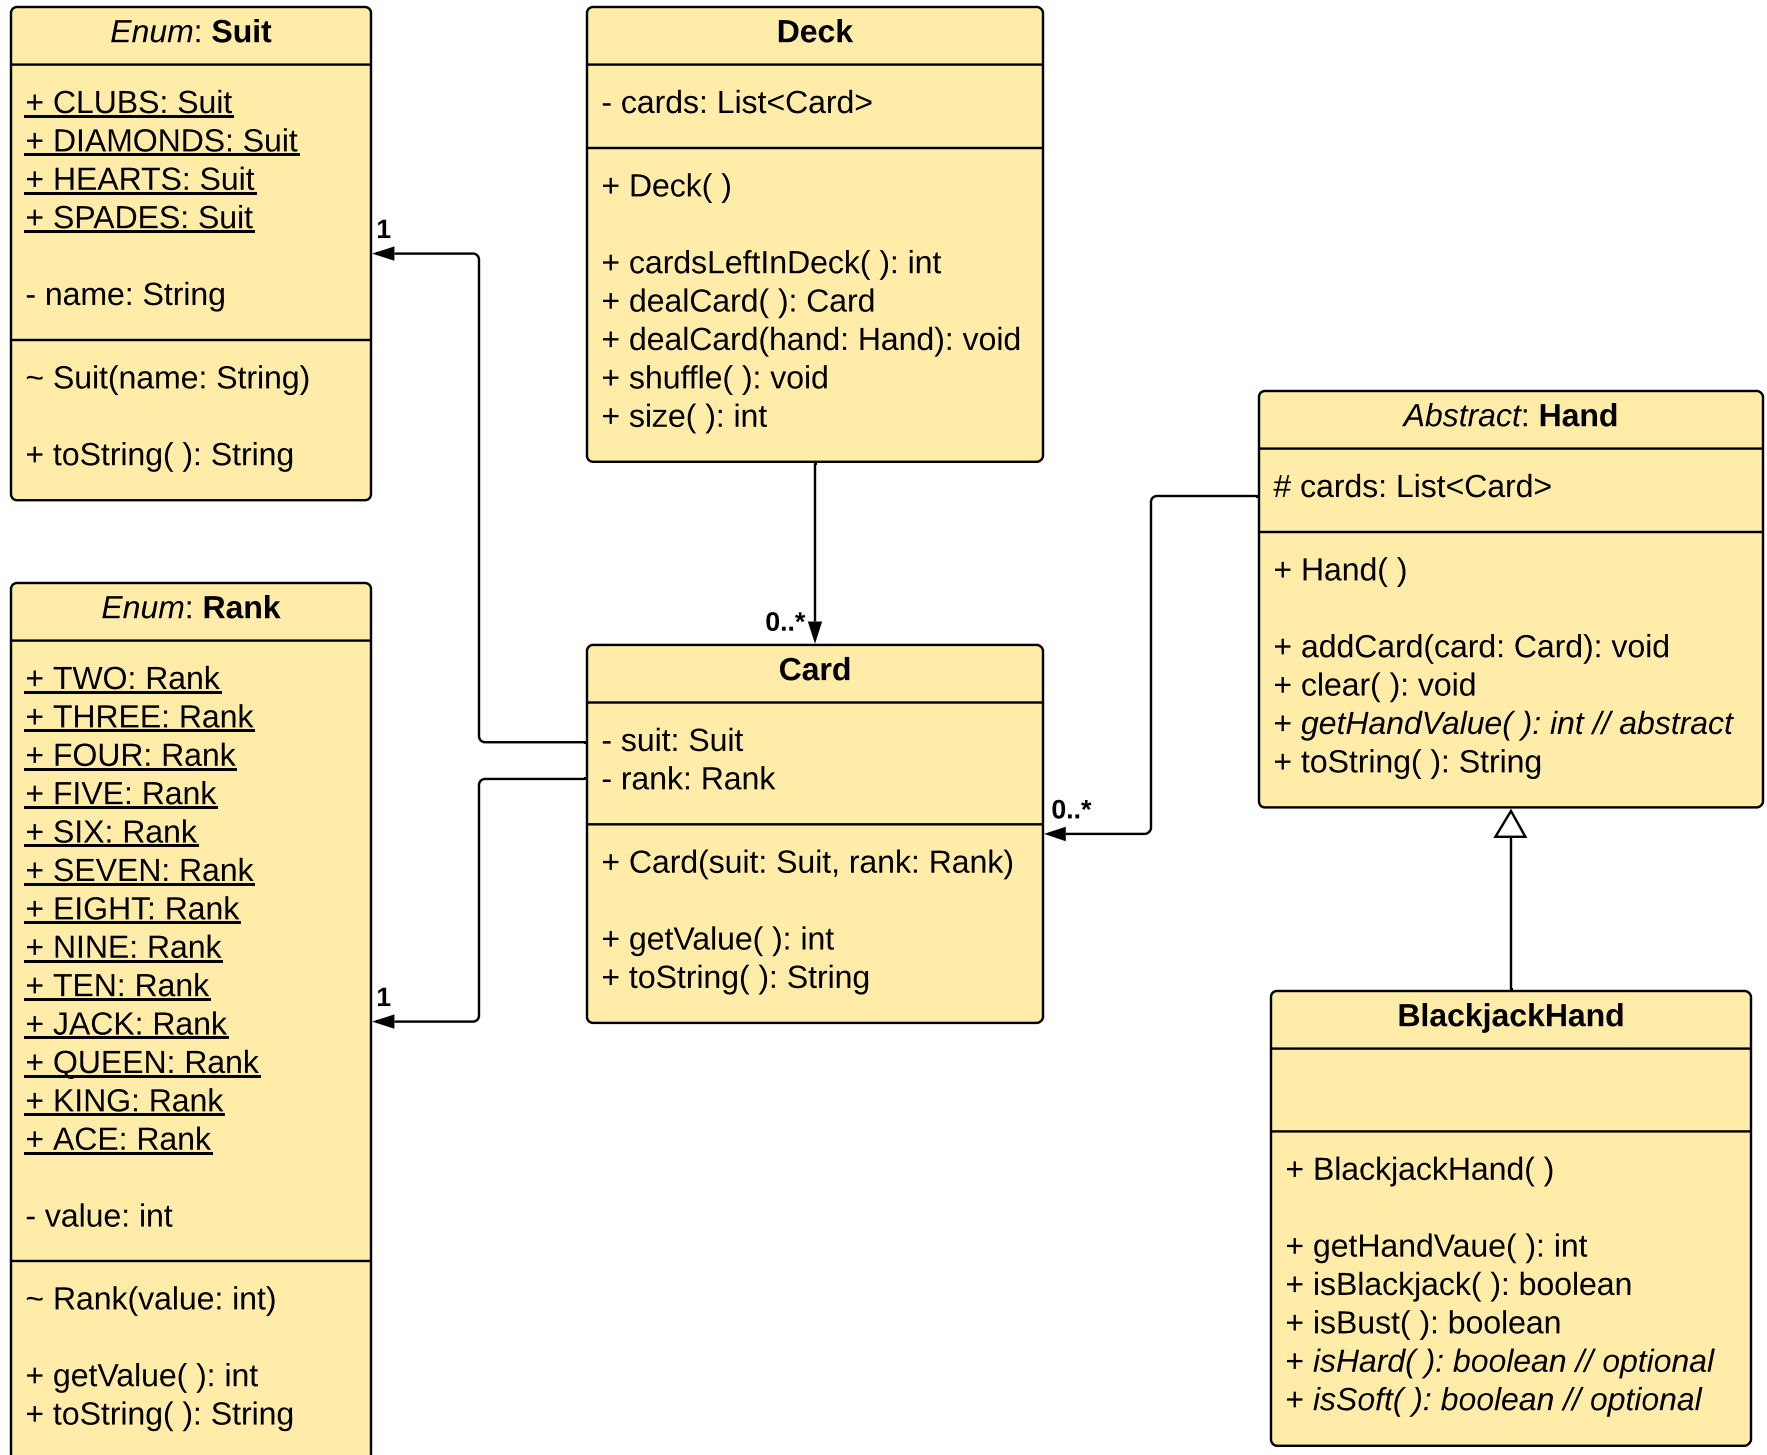 Enum: Suit
+ CLUBS: Suit
+ DIAMONDS: Suit
+ HEARTS: Suit
+ SPADES: Suit
- name: String
~ Suit(name: String)
+ toString( ): String
1
Deck
- cards: List<Card>
+ Deck( )
+ cardsLeftInDeck( ): int
+ dealCard( ): Card
+ dealCard(hand: Hand): void
+ shuffle( ): void
+ size( ): int
0..*
Abstract: Hand
# cards: List<Card>
+ Hand( )
+ addCard(card: Card): void
+ clear( ): void
+ getHandValue( ): int // abstract
+ toString( ): String
Enum: Rank
+ TWO: Rank
+ THREE: Rank
+ FOUR: Rank
+ FIVE: Rank
+ SIX: Rank
+ SEVEN: Rank
+ EIGHT: Rank
+ NINE: Rank
+ TEN: Rank
+ JACK: Rank
+ QUEEN: Rank
+ KING: Rank
+ ACE: Rank
- value: int
~ Rank(value: int)
+ getValue( ): int
+ toString( ): String
1
Card
- suit: Suit
- rank: Rank
+ Card(suit: Suit, rank: Rank)
+ getValue( ): int
+ toString( ): String
0..*
BlackjackHand
+ BlackjackHand( )
+ getHandVaue( ): int
+ isBlackjack( ): boolean
+ isBust( ): boolean
+ isHard( ): boolean // optional
+ isSoft( ): boolean // optional